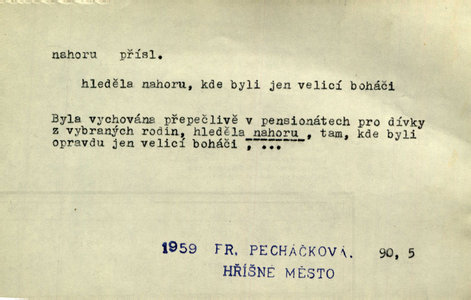 nahoru přísl.
hleděla nahoru, kde byli jen velicí boháči
Byla vychována přepečlivě v pensionátech pro dívky
z vybraných rodin, hleděla nahoru , tam, kde byli
opravdu jen velicí boháči , ...
1959 FR. PECHÁČKOVÁ. 90, 5
HŘÍŠNÉ MĚSTO